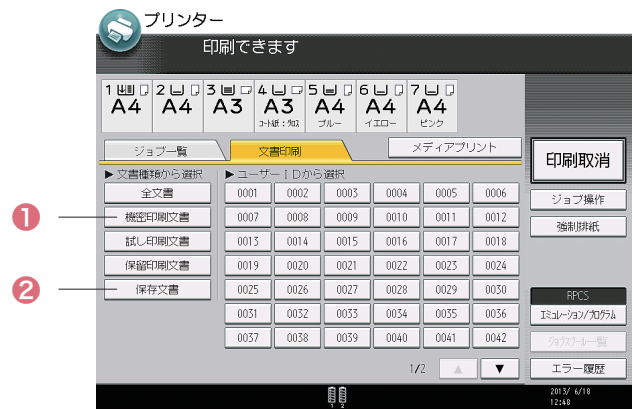 プリンター
印刷できます
1 2 3 4 5 6 7
A4 A4 A3 A3 A4 A4 A4
コート紙：グロス ブルー イエロー ピンク
ジョブ一覧 文書印刷 メディアプリント
▶ 文書種類から選択 ▶ ユーザーIDから選択
全文書 0001 0002 0003 0004 0005 0006
❶ 機密印刷文書 0007 0008 0009 0010 0011 0012
試し印刷文書 0013 0014 0015 0016 0017 0018
保留印刷文書 0019 0020 0021 0022 0023 0024
❷ 保存文書 0025 0026 0027 0028 0029 0030
0031 0032 0033 0034 0035 0036
0037 0038 0039 0040 0041 0042
1/2 ▲ ▼
印刷取消
ジョブ操作
強制排紙
RPCS
エミュレーション/プログラム
ジョブスプール一覧
エラー履歴
1 2
2013/ 6/18
12:48